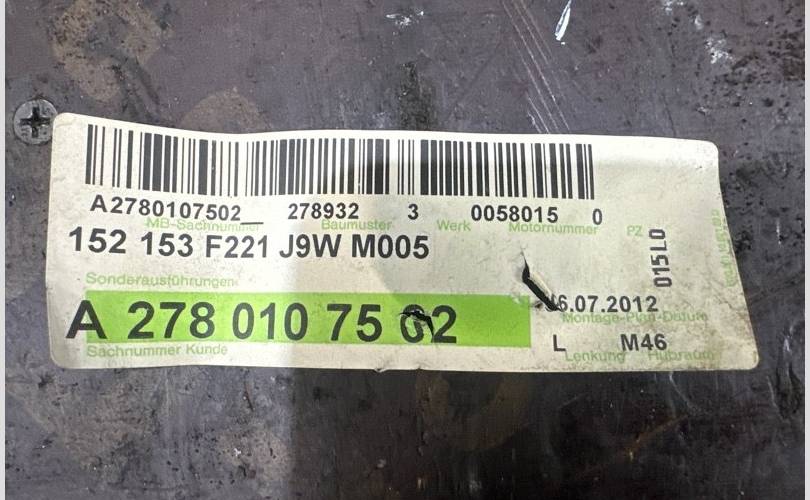 A2780107502__ 278932 3 0058015 0
MB-Sachnummer Baumuster Werk Motornummer PZ
152 153 F221 J9W M005
015L0
Sonderausführungen
6.07.2012
A 278 010 75 02
Montage-Plan-Datum
L M46
Sachnummer Kunde
Lenkung Hubraum